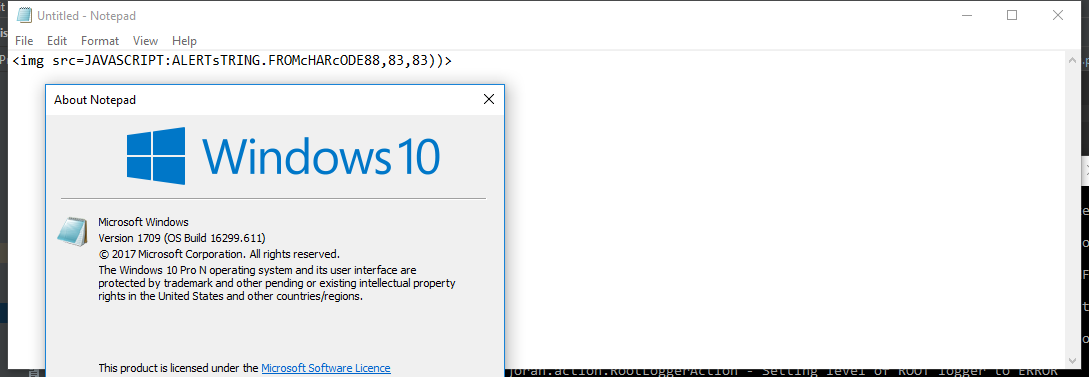 Untitled - Notepad
File Edit Format View Help
<img src=JAVASCRIPT:ALERTsTRING.FROMcHARcODE88,83,83))>
About Notepad
Windows 10
Microsoft Windows
Version 1709 (OS Build 16299.611)
© 2017 Microsoft Corporation. All rights reserved.
The Windows 10 Pro N operating system and its user interface are
protected by trademark and other pending or existing intellectual property
rights in the United States and other countries/regions.
This product is licensed under the Microsoft Software Licence
joran.action.RootLoggerAction - Setting level of ROOT logger to ERROR